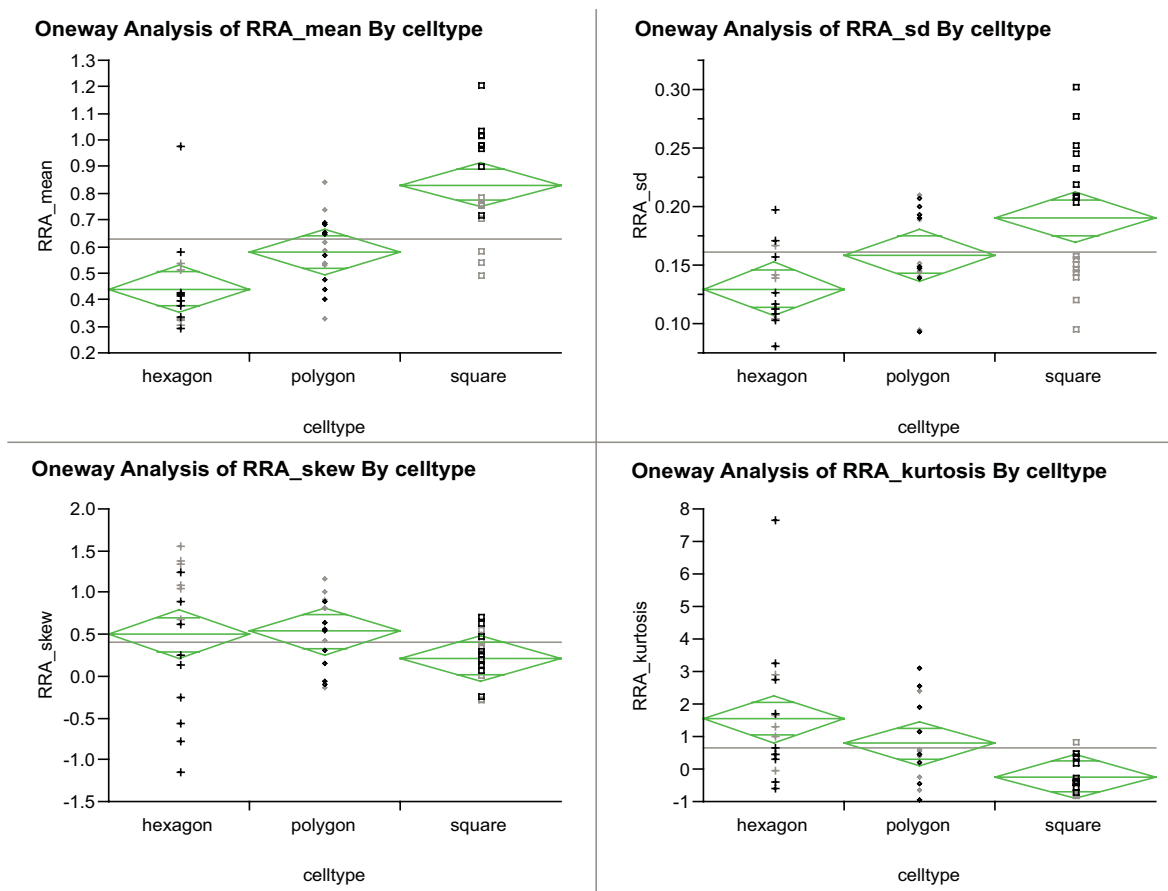 Oneway Analysis of RRA_mean By celltype
RRA_mean
1.3
1.2
1.1
1.0
0.9
0.8
0.7
0.6
0.5
0.4
0.3
0.2
hexagon polygon square
celltype
Oneway Analysis of RRA_sd By celltype
RRA_sd
0.30
0.25
0.20
0.15
0.10
hexagon polygon square
celltype
Oneway Analysis of RRA_skew By celltype
RRA_skew
2.0
1.5
1.0
0.5
0.0
-0.5
-1.0
-1.5
hexagon polygon square
celltype
Oneway Analysis of RRA_kurtosis By celltype
RRA_kurtosis
8
7
6
5
4
3
2
1
0
-1
hexagon polygon square
celltype